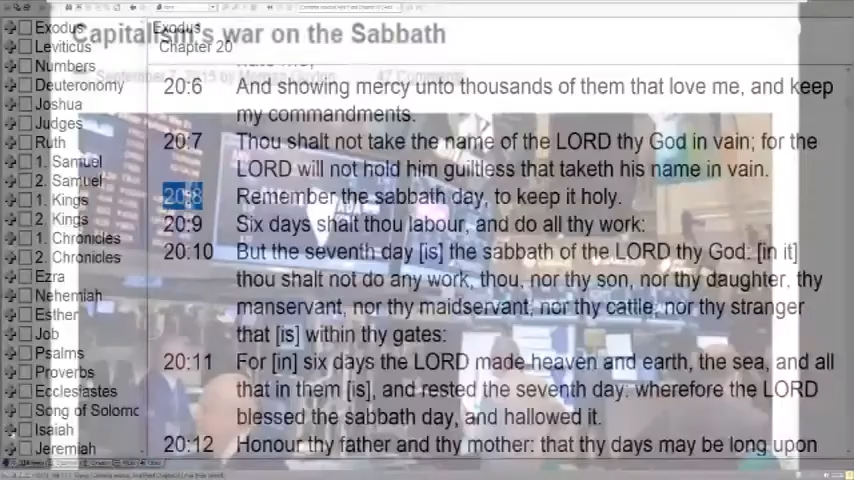 Capitalism's war on the Sabbath
Exodus
Chapter 20
September 7, 2015 by
47 Comments
Exodus
Leviticus
Numbers
Deuteronomy
Joshua
Judges
Ruth
1. Samuel
2. Samuel
1. Kings
2. Kings
1. Chronicles
2. Chronicles
Ezra
Nehemiah
Esther
Job
Psalms
Proverbs
Ecclesiastes
Song of Solomo
Isaiah
Jeremiah
20:6 And showing mercy unto thousands of them that love me, and keep
my commandments.
20:7 Thou shalt not take the name of the LORD thy God in vain; for the
LORD will not hold him guiltless that taketh his name in vain.
20:8 Remember the sabbath day, to keep it holy.
20:9 Six days shalt thou labour, and do all thy work:
20:10 But the seventh day [is] the sabbath of the LORD thy God: [in it]
thou shalt not do any work, thou, nor thy son, nor thy daughter, thy
manservant, nor thy maidservant, nor thy cattle, nor thy stranger
that [is] within thy gates:
20:11 For [in] six days the LORD made heaven and earth, the sea, and all
that in them [is], and rested the seventh day: wherefore the LORD
blessed the sabbath day, and hallowed it.
20:12 Honour thy father and thy mother: that thy days may be long upon